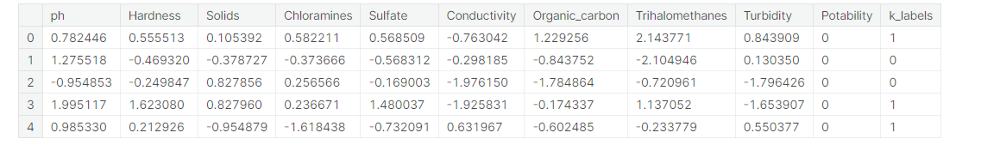 ph Hardness Solids Chloramines Sulfate Conductivity Organic_carbon Trihalomethanes Turbidity Potability k_labels
0 0.782446 0.555513 0.105392 0.582211 0.568509 -0.763042 1.229256 2.143771 0.843909 0 1
1 1.275518 -0.469320 -0.378727 -0.373666 -0.568312 -0.298185 -0.843752 -2.104946 0.130350 0 0
2 -0.954853 -0.249847 0.827856 0.256566 -0.169003 -1.976150 -1.784864 -0.720961 -1.796426 0 0
3 1.995117 1.623080 0.827960 0.236671 1.480037 -1.925831 -0.174337 1.137052 -1.653907 0 1
4 0.985330 0.212926 -0.954879 -1.618438 -0.732091 0.631967 -0.602485 -0.233779 0.550377 0 1